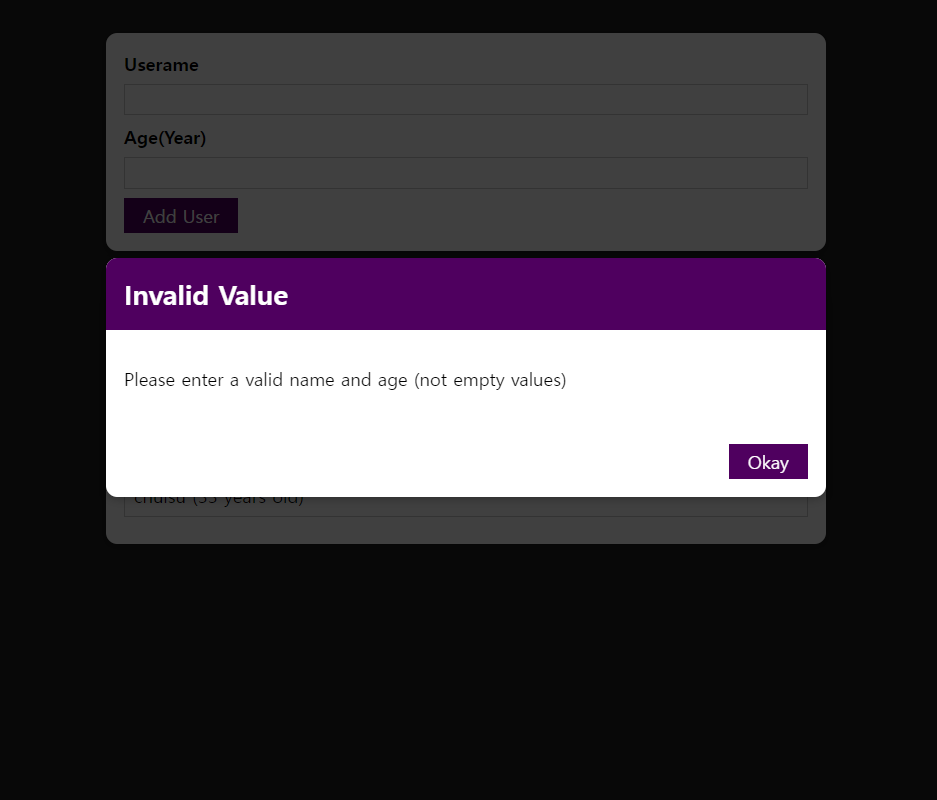 Userame
Age(Year)
Add User
Invalid Value
Please enter a valid name and age (not empty values)
Okay
(33 years old)